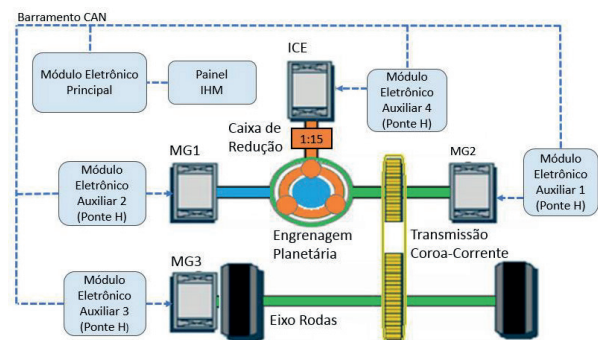 Barramento CAN
Módulo Eletrônico
Principal
Painel
IHM
ICE
Módulo
Eletrônico
Auxiliar 4
(Ponte H)
Caixa de
Redução
1:15
MG1
MG2
Módulo
Eletrônico
Auxiliar 2
(Ponte H)
Módulo
Eletrônico
Auxiliar 1
(Ponte H)
Engrenagem
Planetária
Transmissão
Coroa-Corrente
MG3
Módulo
Eletrônico
Auxiliar 3
(Ponte H)
Eixo Rodas